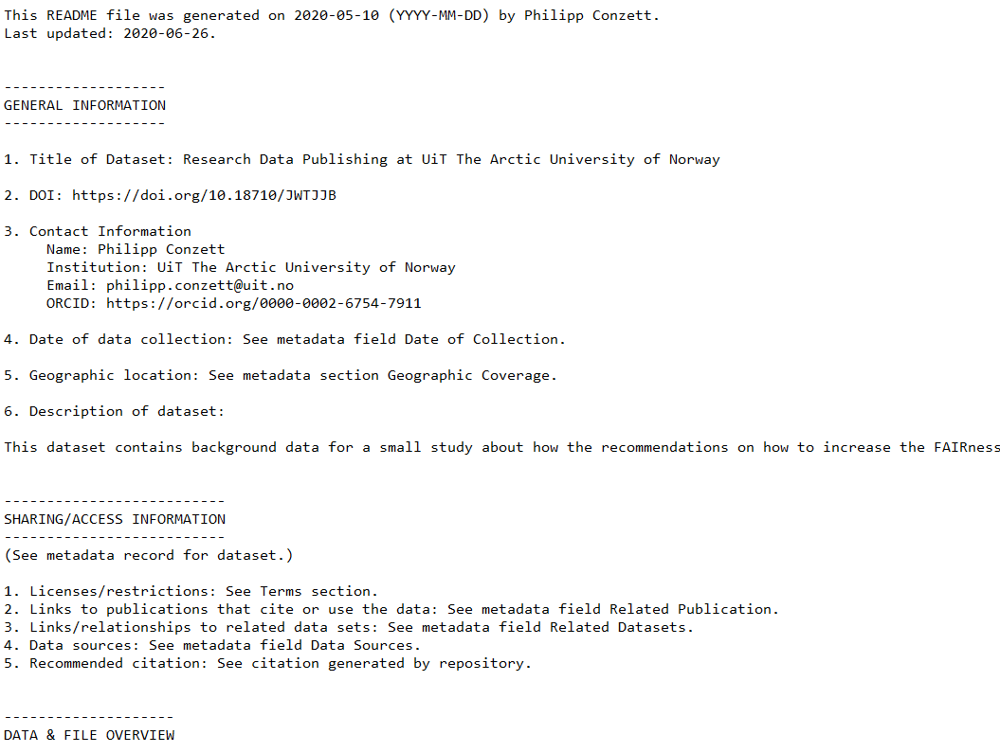 This README file was generated on 2020-05-10 (YYYY-MM-DD) by Philipp Conzett.
Last updated: 2020-06-26.
-------------------
GENERAL INFORMATION
-------------------
1. Title of Dataset: Research Data Publishing at UiT The Arctic University of Norway
2. DOI: https://doi.org/10.18710/JWTJJB
3. Contact Information
Name: Philipp Conzett
Institution: UiT The Arctic University of Norway
Email: philipp.conzett@uit.no
ORCID: https://orcid.org/0000-0002-6754-7911
4. Date of data collection: See metadata field Date of Collection.
5. Geographic location: See metadata section Geographic Coverage.
6. Description of dataset:
This dataset contains background data for a small study about how the recommendations on how to increase the FAIRness
--------------------------
SHARING/ACCESS INFORMATION
--------------------------
(See metadata record for dataset.)
1. Licenses/restrictions: See Terms section.
2. Links to publications that cite or use the data: See metadata field Related Publication.
3. Links/relationships to related data sets: See metadata field Related Datasets.
4. Data sources: See metadata field Data Sources.
5. Recommended citation: See citation generated by repository.
--------------------
DATA & FILE OVERVIEW